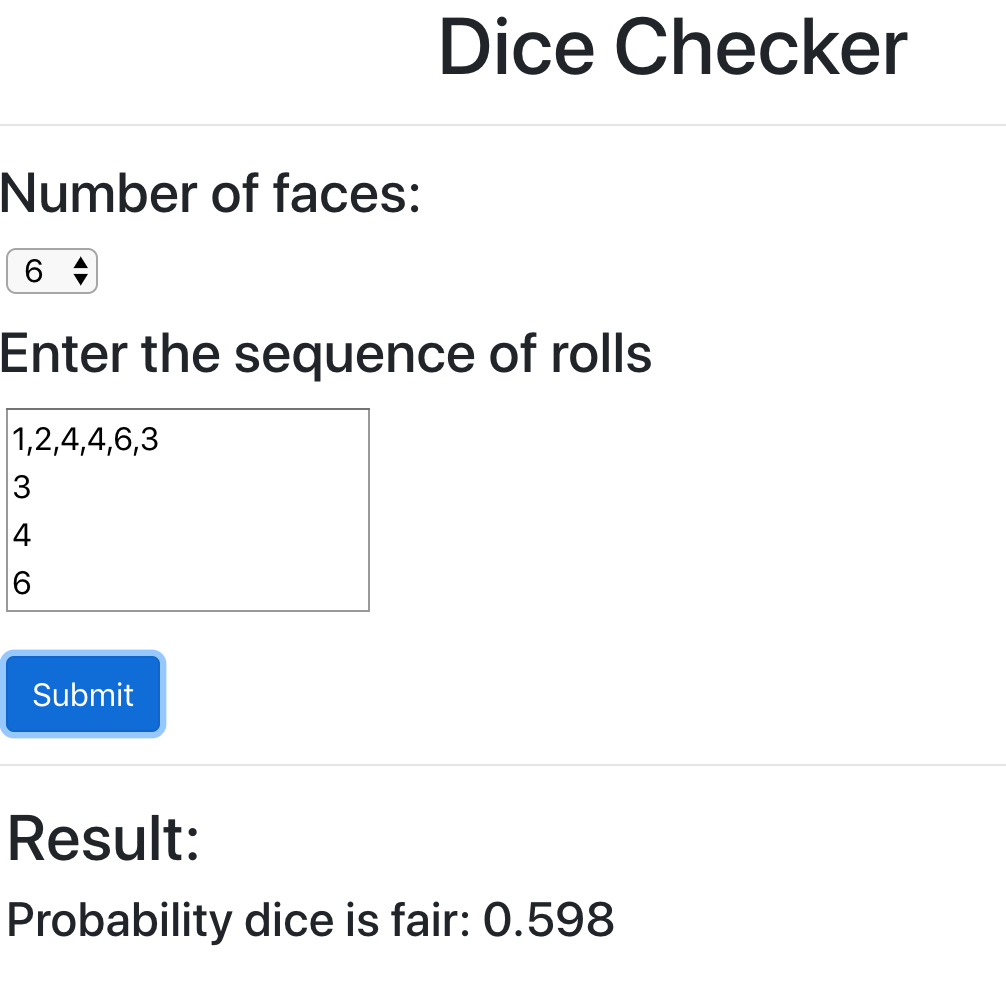 Dice Checker
Number of faces:
6
Enter the sequence of rolls
1,2,4,4,6,3
3
4
6
Submit
Result:
Probability dice is fair: 0.598